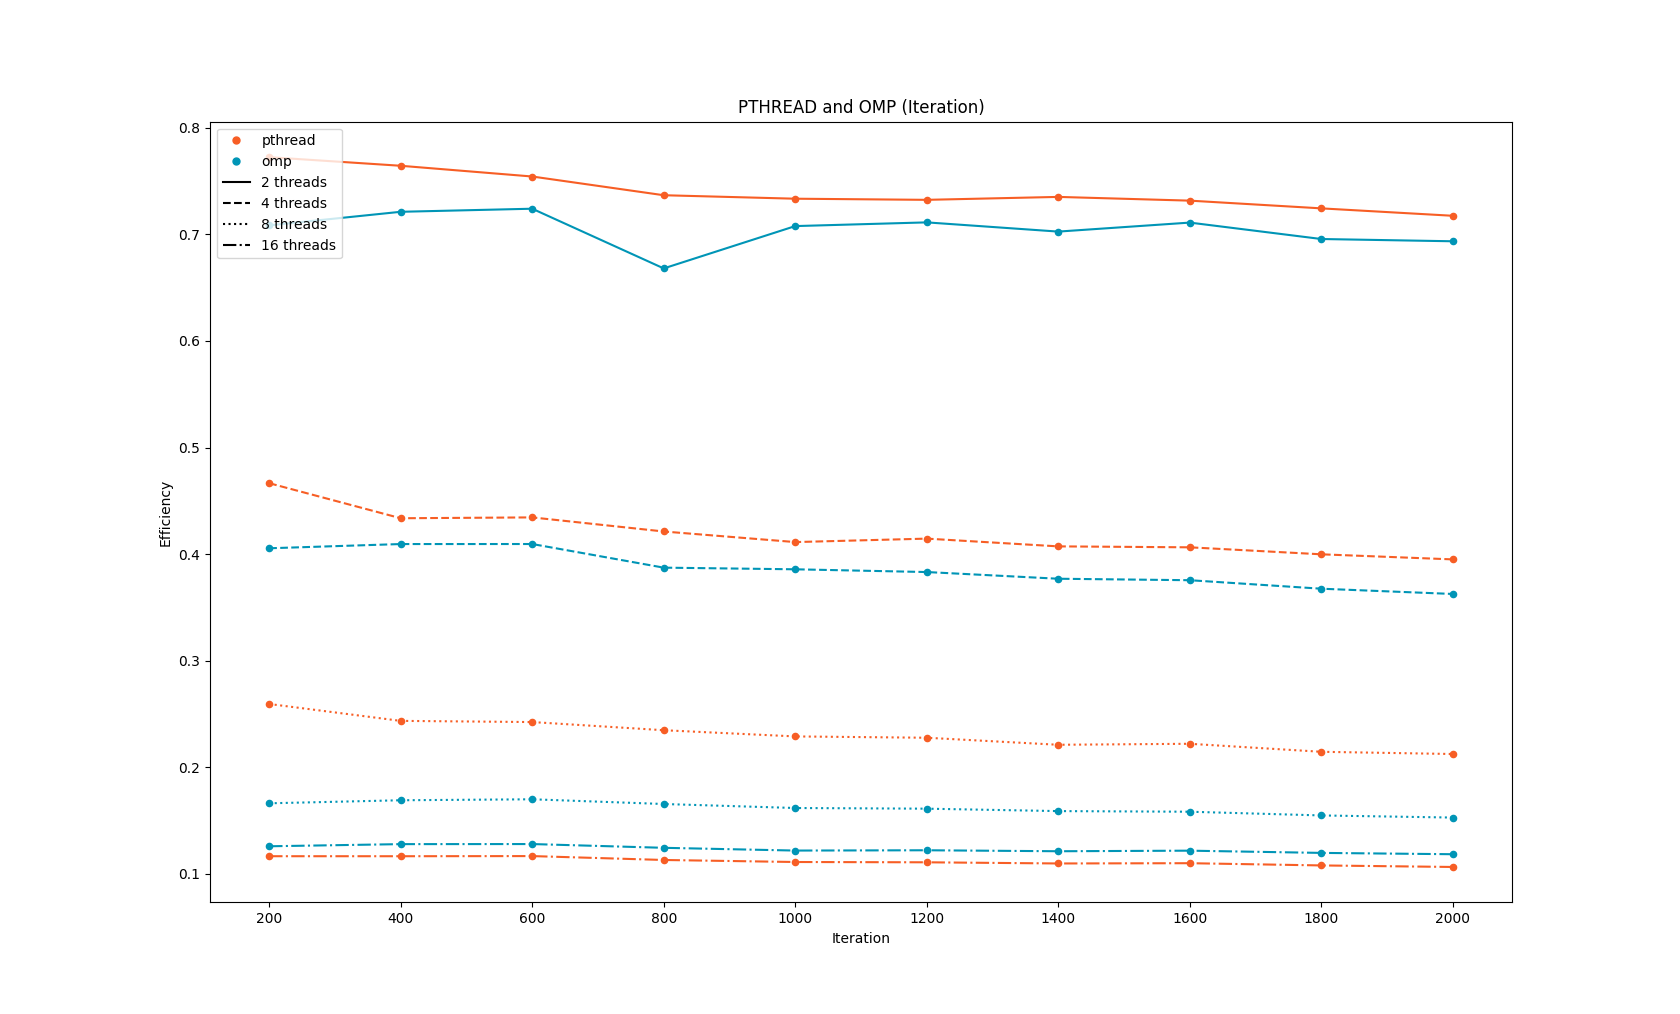 PTHREAD and OMP (Iteration)
pthread
omp
2 threads
4 threads
8 threads
16 threads
0.8
0.7
0.6
0.5
0.4
0.3
0.2
0.1
Efficiency
200 400 600 800 1000 1200 1400 1600 1800 2000
Iteration